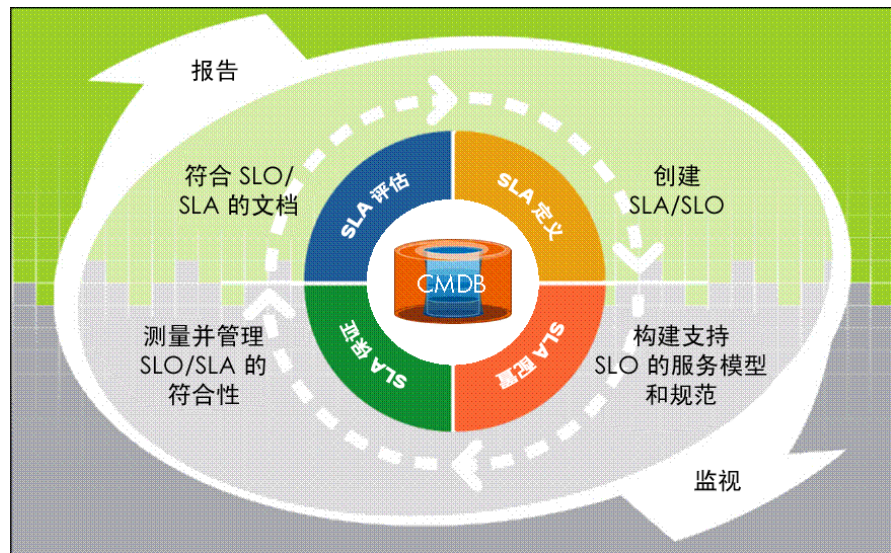 报告
符合 SLO/
SLA 的文档
创建
SLA/SLO
SLA 评估
SLA 定义
CMDB
SLA 保证
SLA 配置
测量并管理
SLO/SLA 的
符合性
构建支持
SLO 的服务模型
和规范
监视